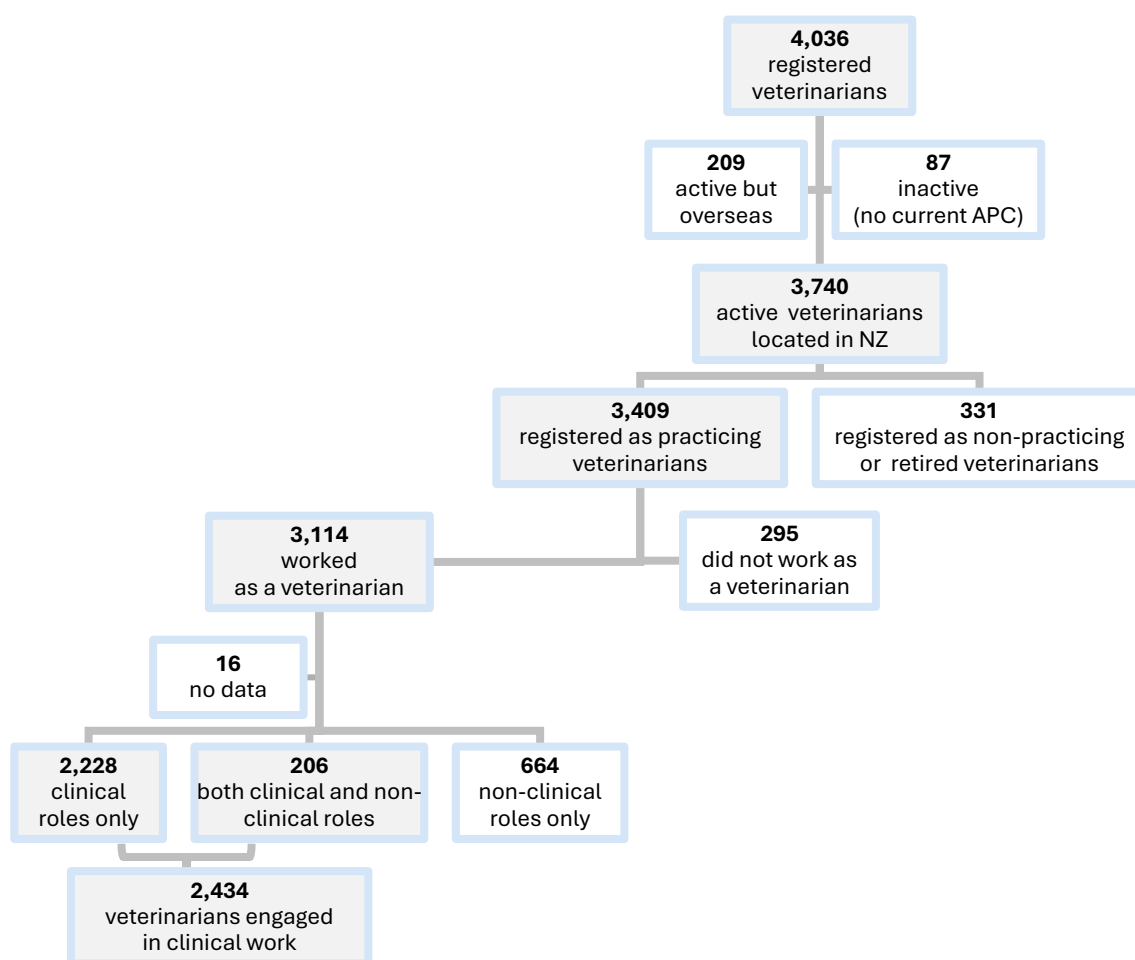 4,036
registered
veterinarians
209
active but
overseas
87
inactive
(no current APC)
3,740
active veterinarians
located in NZ
3,409
registered as practicing
veterinarians
331
registered as non-practicing
or retired veterinarians
3,114
worked
as a veterinarian
295
did not work as
a veterinarian
16
no data
2,228
clinical
roles only
206
both clinical and non-
clinical roles
664
non-clinical
roles only
2,434
veterinarians engaged
in clinical work